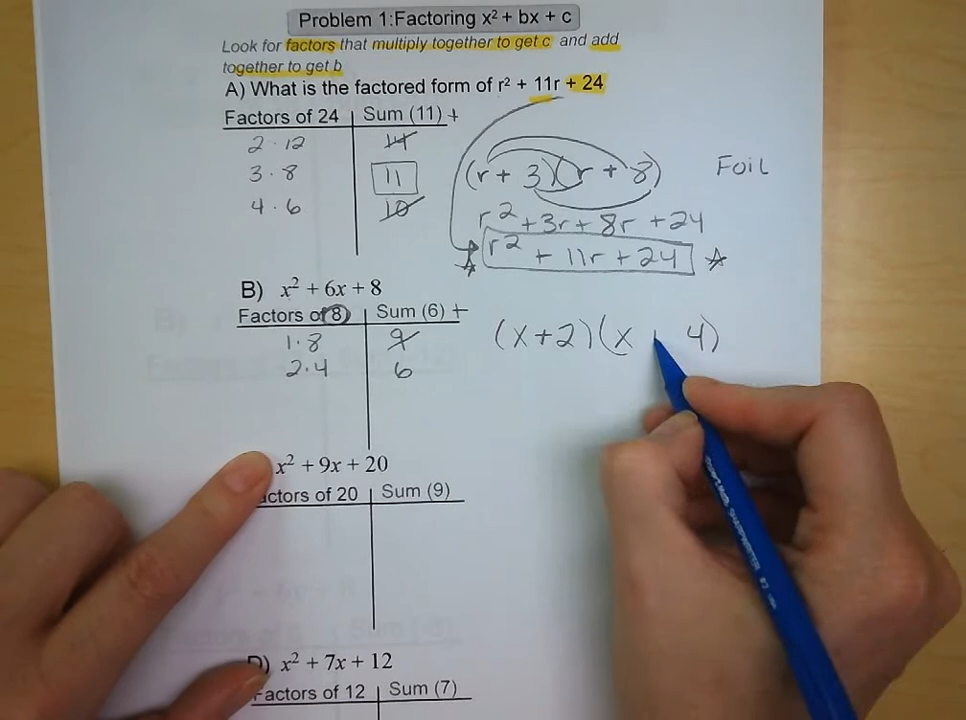 Problem 1:Factoring x² + bx + c
Look for factors that multiply together to get c and add
together to get b
A) What is the factored form of r² + 11r + 24
Factors of 24 Sum (11) +
2 · 12 14
3 · 8 11
4 · 6 10
(r + 3)(r + 8) Foil
r² + 3r + 8r + 24
r² + 11r + 24
B) x² + 6x + 8
Factors of 8 Sum (6) +
1 · 8 9
2 · 4 6
(x+2)(x + 4)
x² + 9x + 20
actors of 20 Sum (9)
D) x² + 7x + 12
Factors of 12 Sum (7)